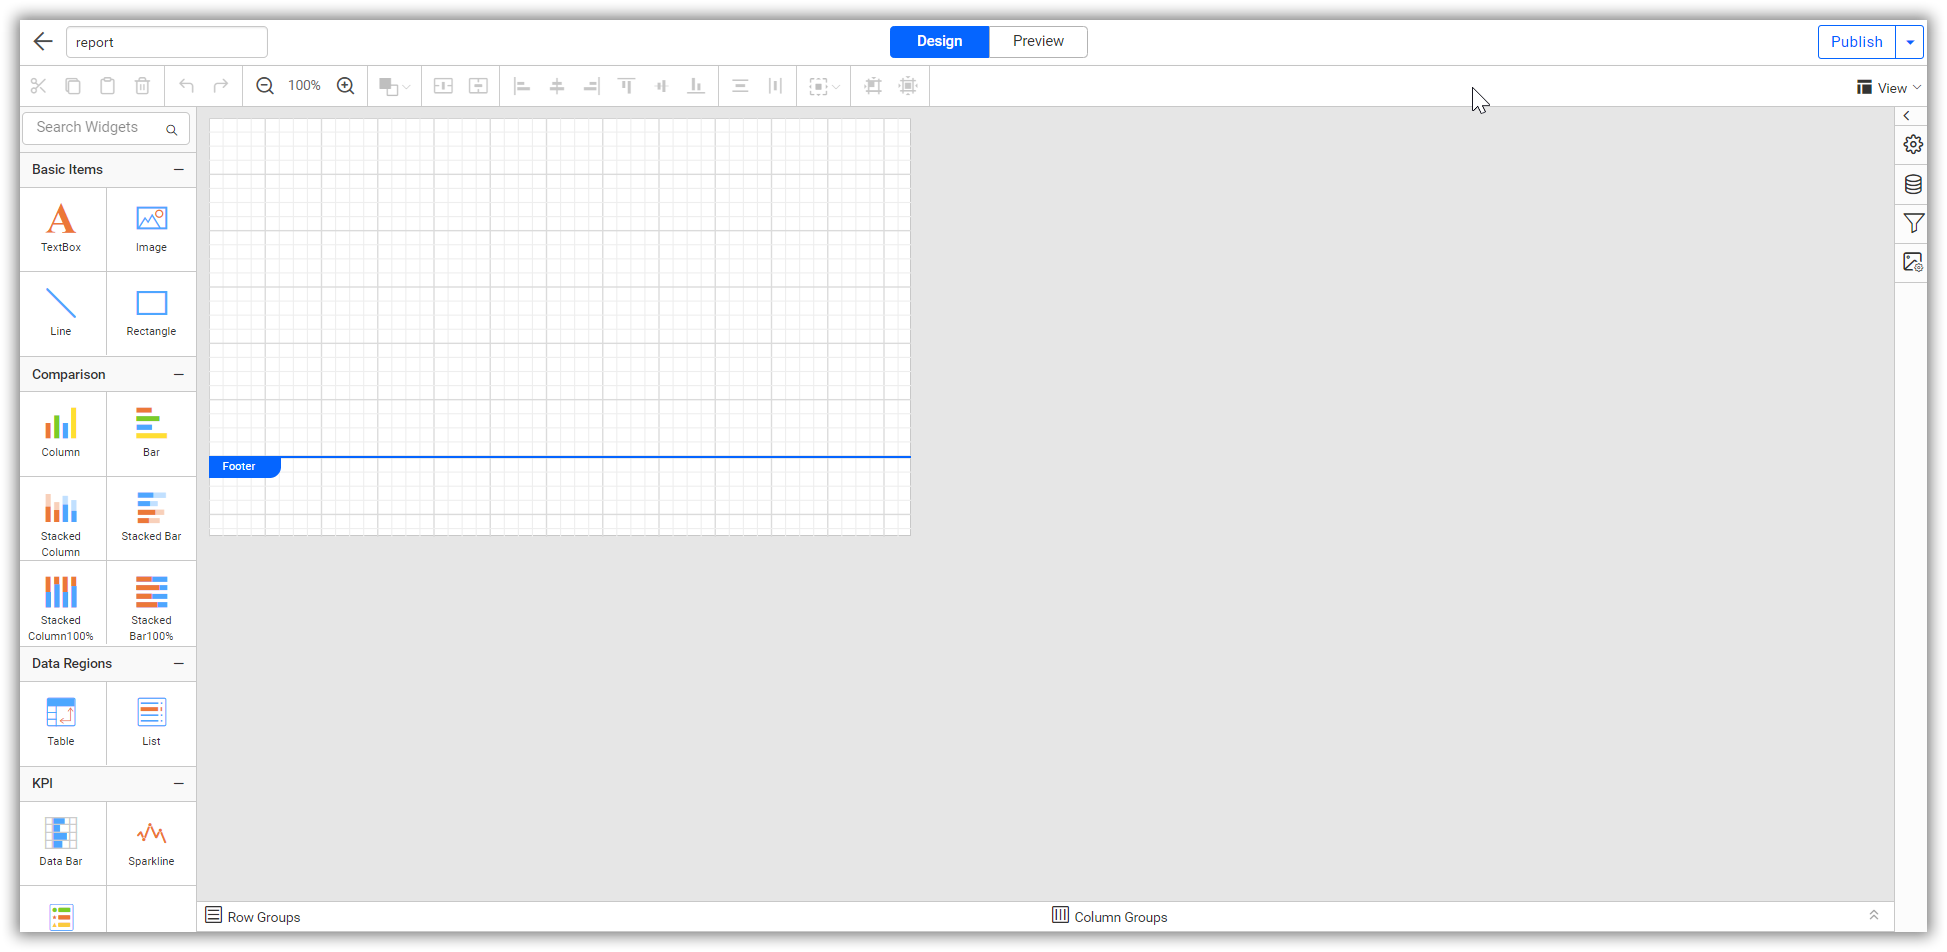 report
Design
Preview
Publish
100%
View
Search Widgets
Basic Items
TextBox
Image
Line
Rectangle
Comparison
Column
Bar
Stacked
Column
Stacked Bar
Stacked
Column100%
Stacked
Bar100%
Data Regions
Table
List
KPI
Data Bar
Sparkline
Footer
Row Groups
Column Groups